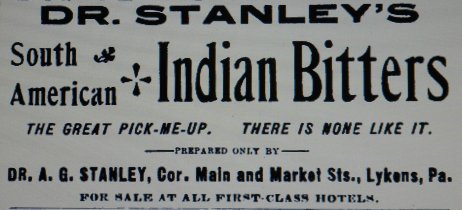 DR. STANLEY'S
South American Indian Bitters
THE GREAT PICK-ME-UP. THERE IS NONE LIKE IT.
PREPARED ONLY BY
DR. A. G. STANLEY, Cor. Main and Market Sts., Lykens, Pa.
FOR SALE AT ALL FIRST-CLASS HOTELS.